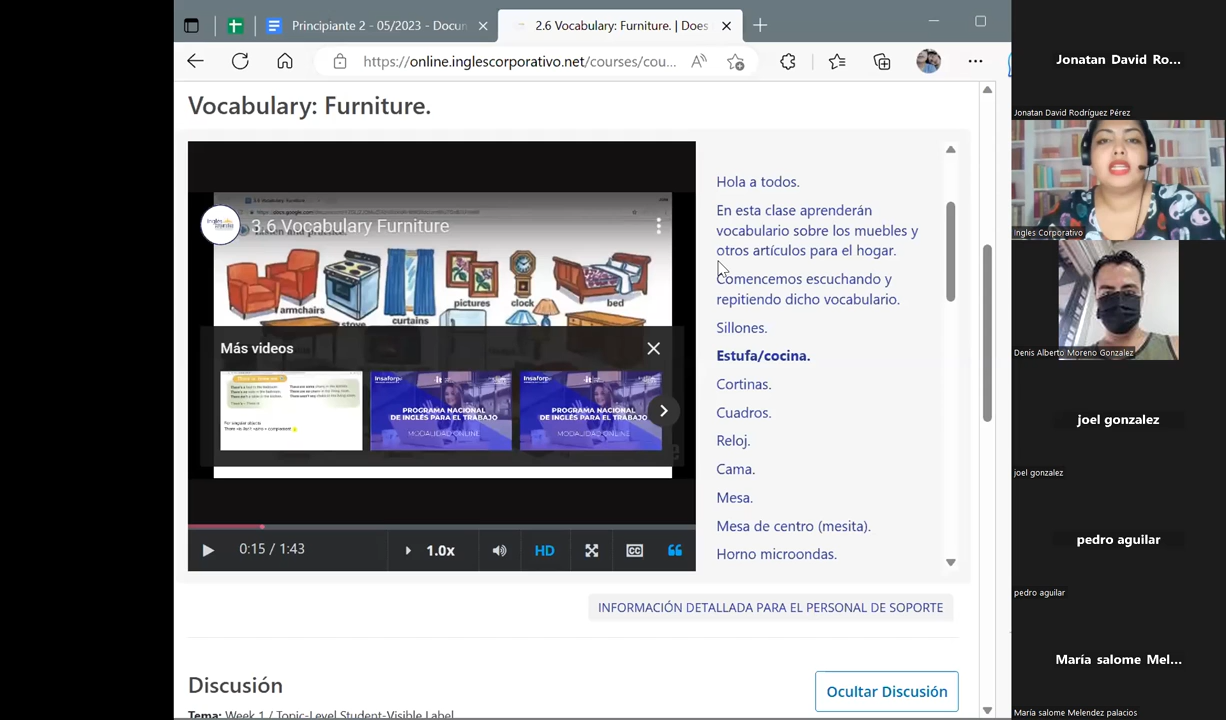 Principiante 2 - 05/2023 - Docun
2.6 Vocabulary: Furniture. | Does
https://online.inglescorporativo.net/courses/cou...
Vocabulary: Furniture.
3.6 Vocabulary Furniture
armchairs
stove
curtains
pictures
clock
bed
Más videos
PROGRAMA NACIONAL
DE INGLÉS PARA EL TRABAJO
MODALIDAD ONLINE
PROGRAMA NACIONAL
DE INGLÉS PARA EL TRABAJO
MODALIDAD ONLINE
0:15 / 1:43
1.0x
HD
CC
Hola a todos.
En esta clase aprenderán
vocabulario sobre los muebles y
otros artículos para el hogar.
Comencemos escuchando y
repitiendo dicho vocabulario.
Sillones.
Estufa/cocina.
Cortinas.
Cuadros.
Reloj.
Cama.
Mesa.
Mesa de centro (mesita).
Horno microondas.
INFORMACIÓN DETALLADA PARA EL PERSONAL DE SOPORTE
Discusión
Ocultar Discusión
Tema: Week 1 / Topic-Level Student-Visible Label
Jonatan David Ro...
Jonatan David Rodríguez Pérez
Ingles Corporativo
Denis Alberto Moreno Gonzalez
joel gonzalez
joel gonzalez
pedro aguilar
pedro aguilar
María salome Mel...
María salome Melendez palacios